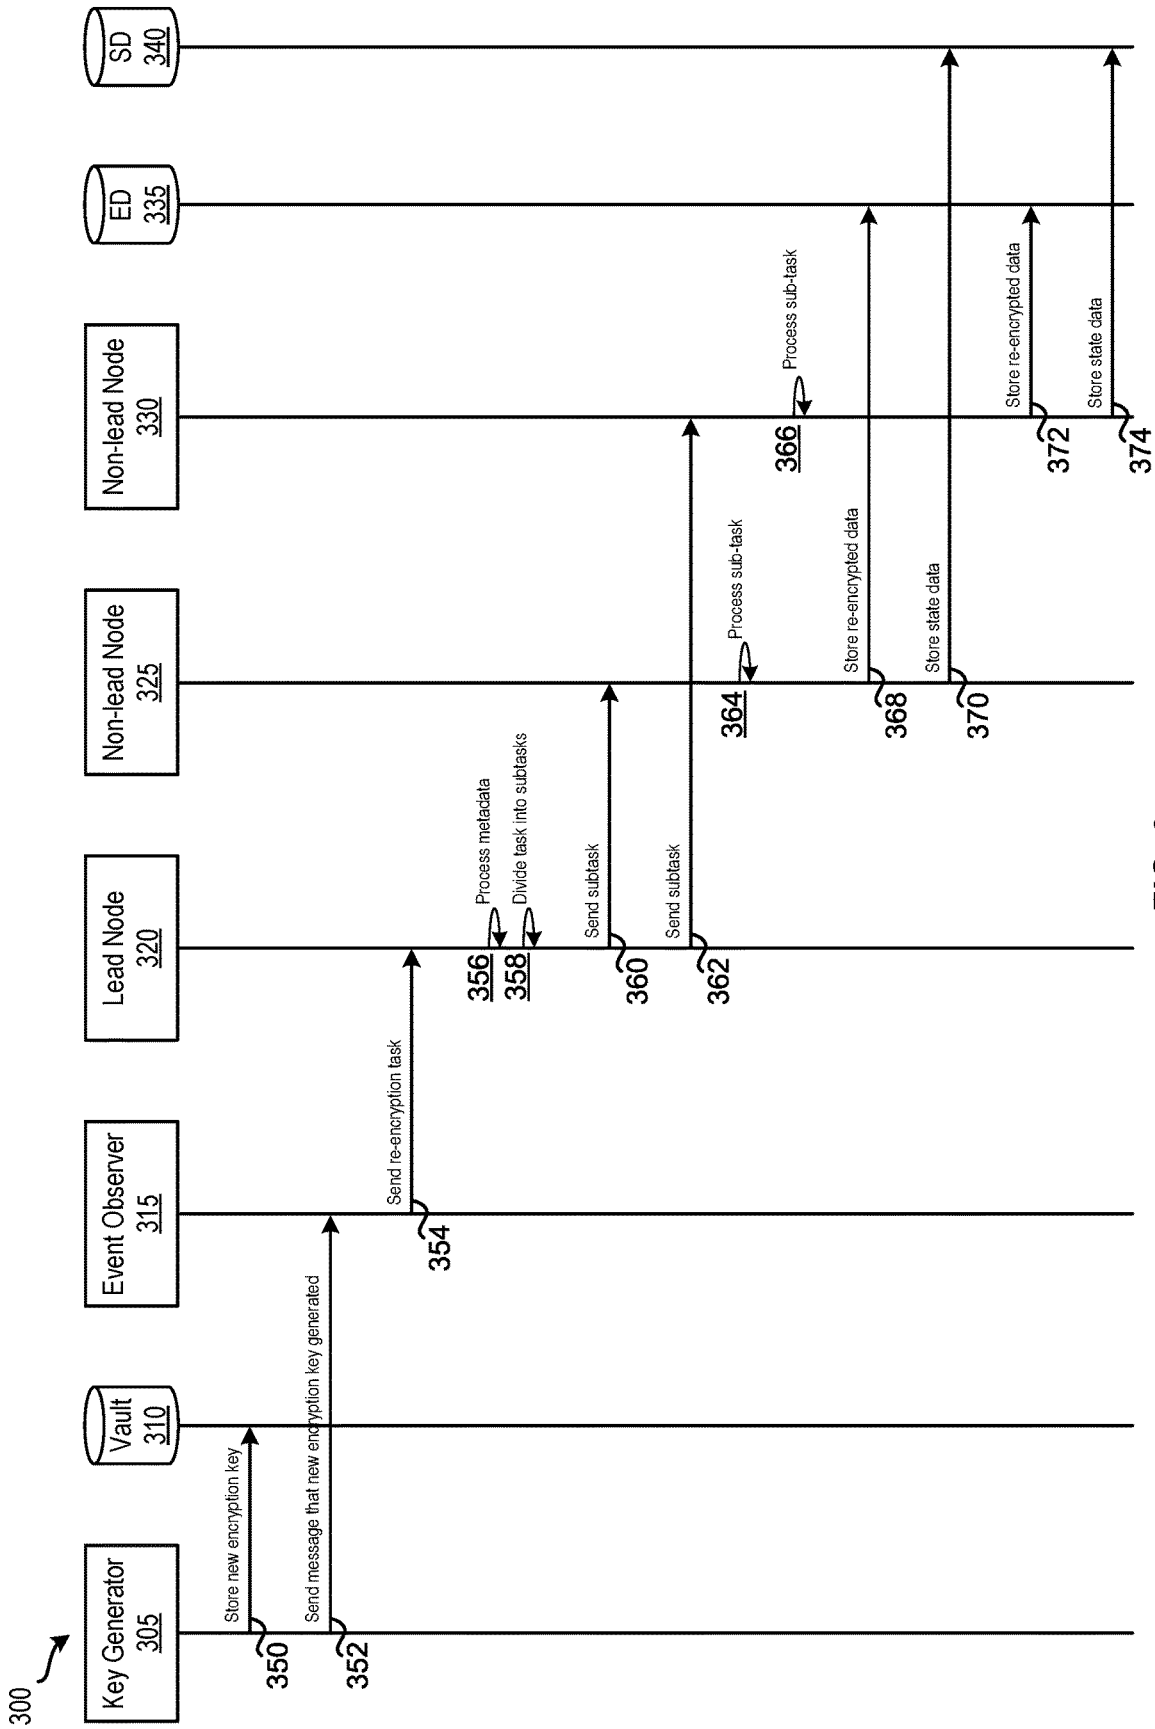 300
Key Generator
305
Vault
310
Event Observer
315
Lead Node
320
Non-lead Node
325
Non-lead Node
330
ED
335
SD
340
Store new encryption key
350
Send message that new encryption key generated
352
Send re-encryption task
354
Process metadata
356
Divide task into subtasks
358
Send subtask
360
Send subtask
362
Process sub-task
364
Process sub-task
366
Store re-encrypted data
368
Store state data
370
Store re-encrypted data
372
Store state data
374